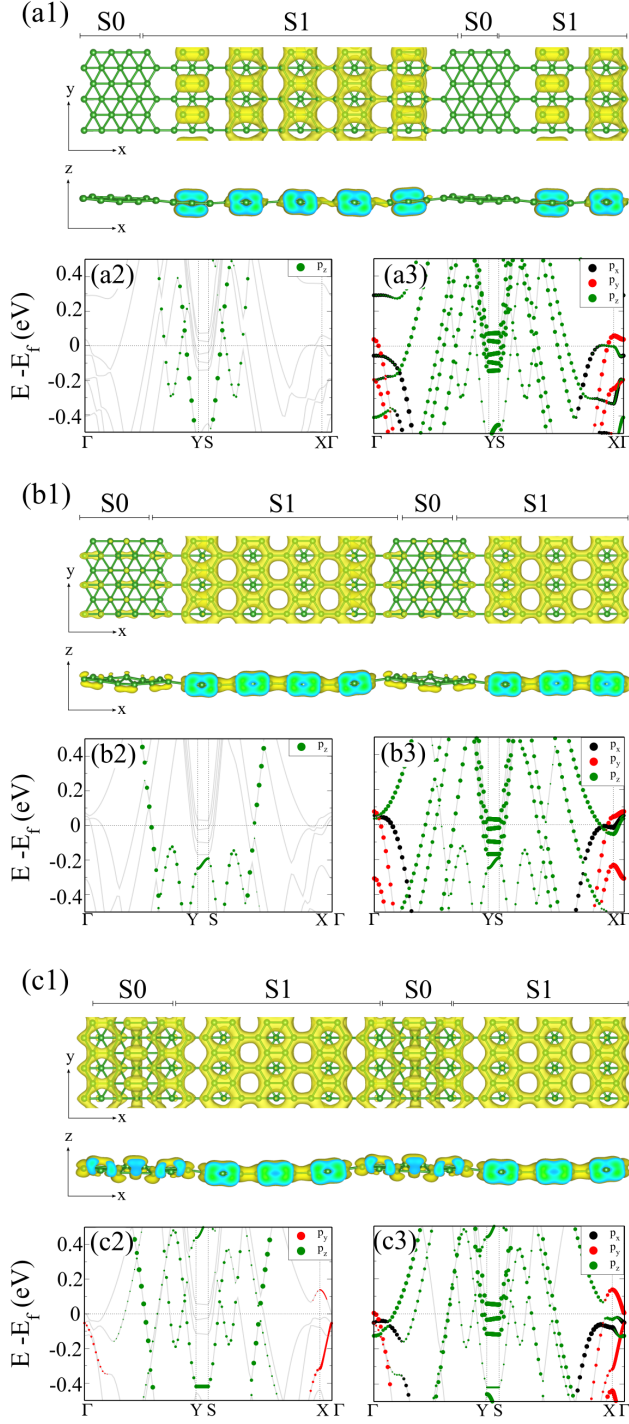 (a1)
S0 S1 S0 S1
y
x
z
x
0.4
0.2
0
-0.2
-0.4
E -E_f (eV)
(a2)
p_z
Γ Y S X Γ
(a3)
p_x
p_y
p_z
Γ Y S X Γ
(b1)
S0 S1 S0 S1
y
x
z
x
0.4
0.2
0
-0.2
-0.4
E -E_f (eV)
(b2)
p_z
Γ Y S X Γ
(b3)
p_x
p_y
p_z
Γ Y S X Γ
(c1)
S0 S1 S0 S1
y
x
z
x
0.4
0.2
0
-0.2
-0.4
E -E_f (eV)
(c2)
p_y
p_z
Γ Y S X Γ
(c3)
p_x
p_y
p_z
Γ Y S X Γ